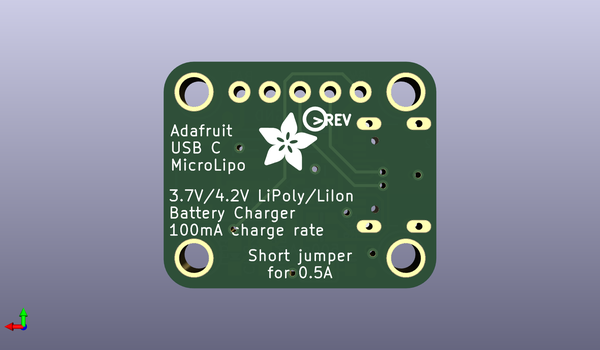 >REV
Adafruit
USB C
MicroLipo
3.7V/4.2V LiPoly/LiIon
Battery Charger
100mA charge rate
Short jumper
for 0.5A